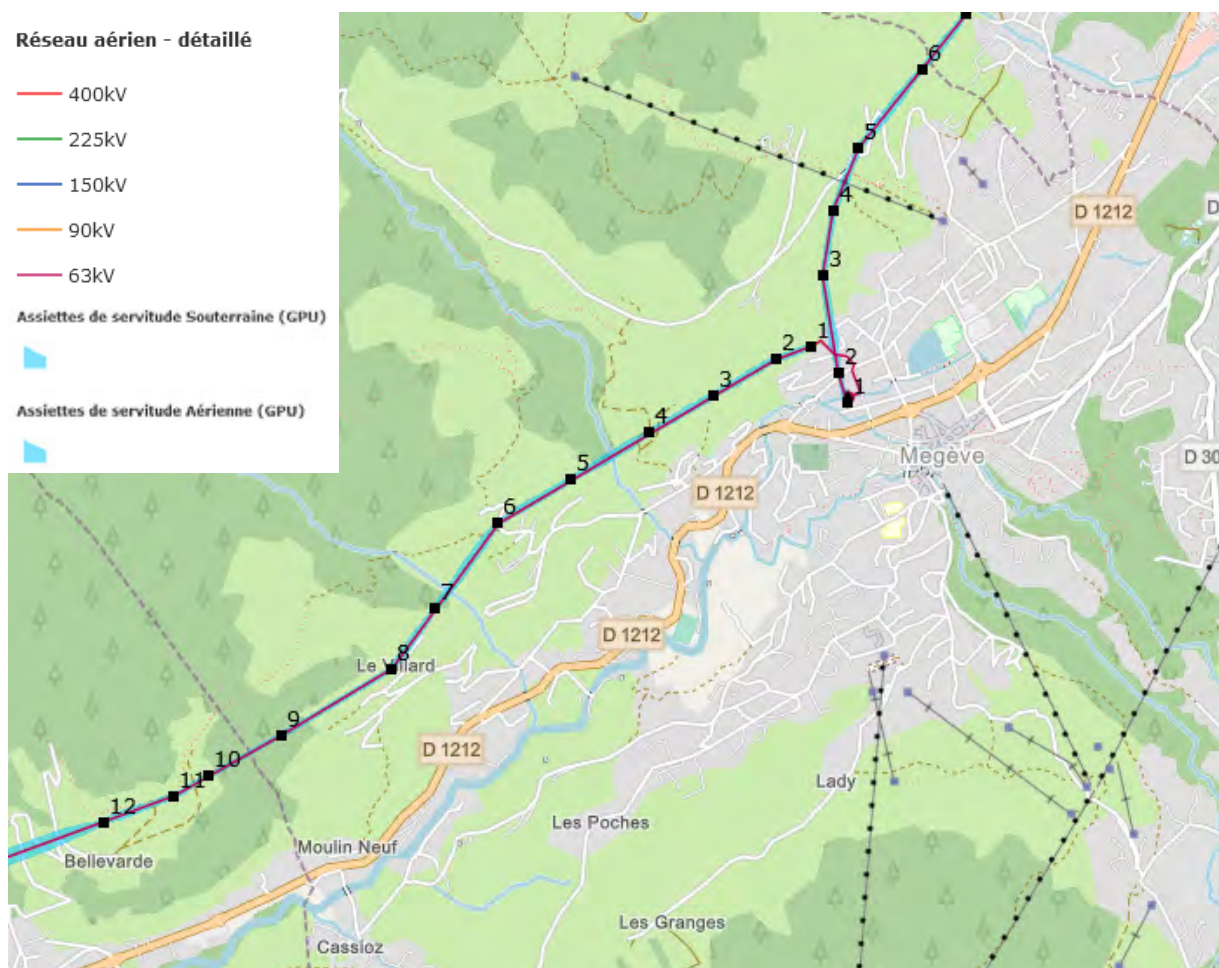 Réseau aérien - détaillé
400kV
225kV
150kV
90kV
63kV
Assiettes de servitude Souterraine (GPU)
Assiettes de servitude Aérienne (GPU)
6
5
4
D 1212
D
3
1
2
2
1
3
4
Megève
D 30
5
D 1212
6
7
D 1212
8
Le Villard
9
D 1212
10
11
Lady
12
Les Poches
Bellevarde
Moulin Neuf
Les Granges
Cassioz